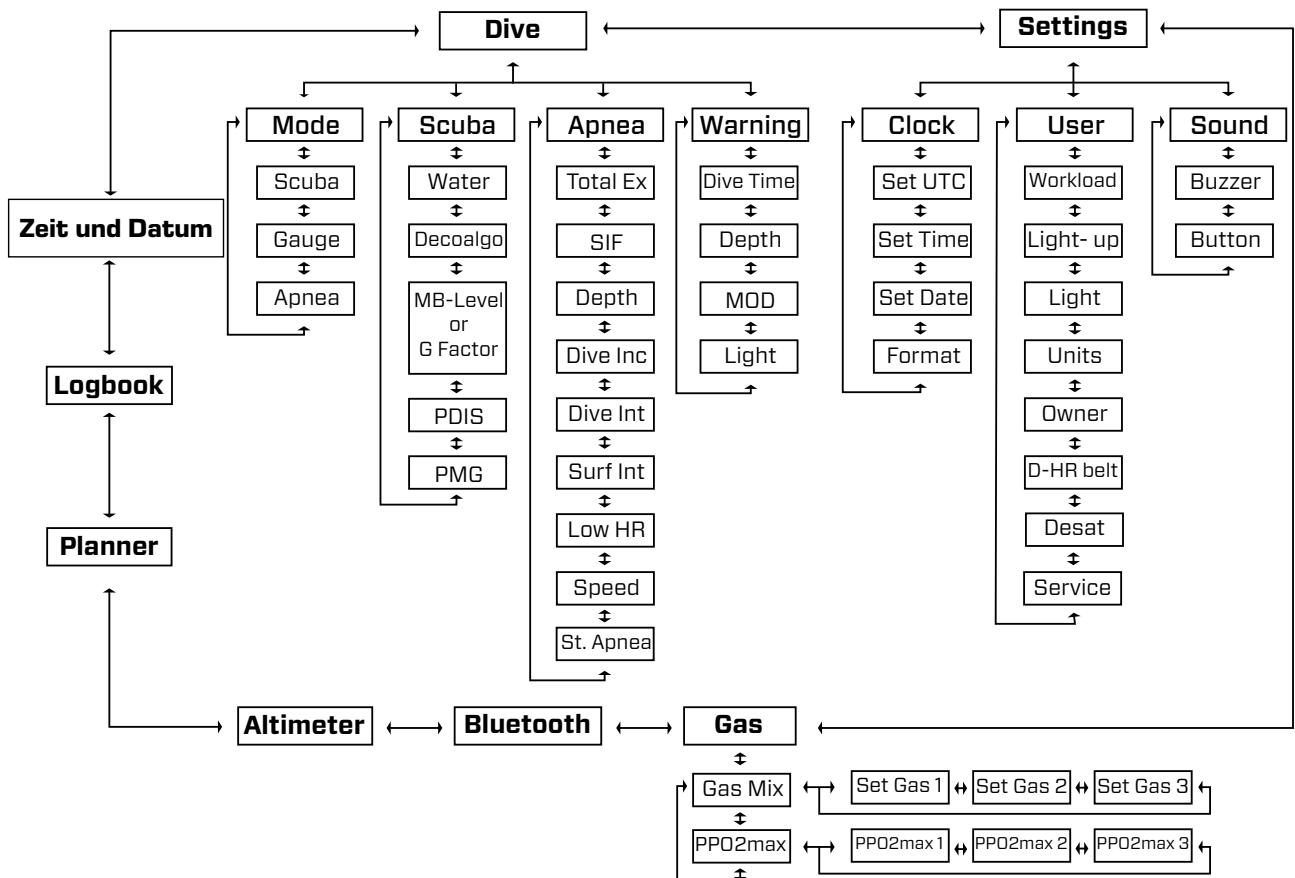 Dive
Settings
Mode
Scuba
Apnea
Warning
Clock
User
Sound
Scuba
Gauge
Apnea
Water
Decoalgo
MB-Level
or
G Factor
PDIS
PMG
Total Ex
SIF
Depth
Dive Inc
Dive Int
Surf Int
Low HR
Speed
St. Apnea
Dive Time
Depth
MOD
Light
Set UTC
Set Time
Set Date
Format
Workload
Light- up
Light
Units
Owner
D-HR belt
Desat
Service
Buzzer
Button
Zeit und Datum
Logbook
Planner
Altimeter
Bluetooth
Gas
Gas Mix
Set Gas 1
Set Gas 2
Set Gas 3
PPO2max
PPO2max 1
PPO2max 2
PPO2max 3